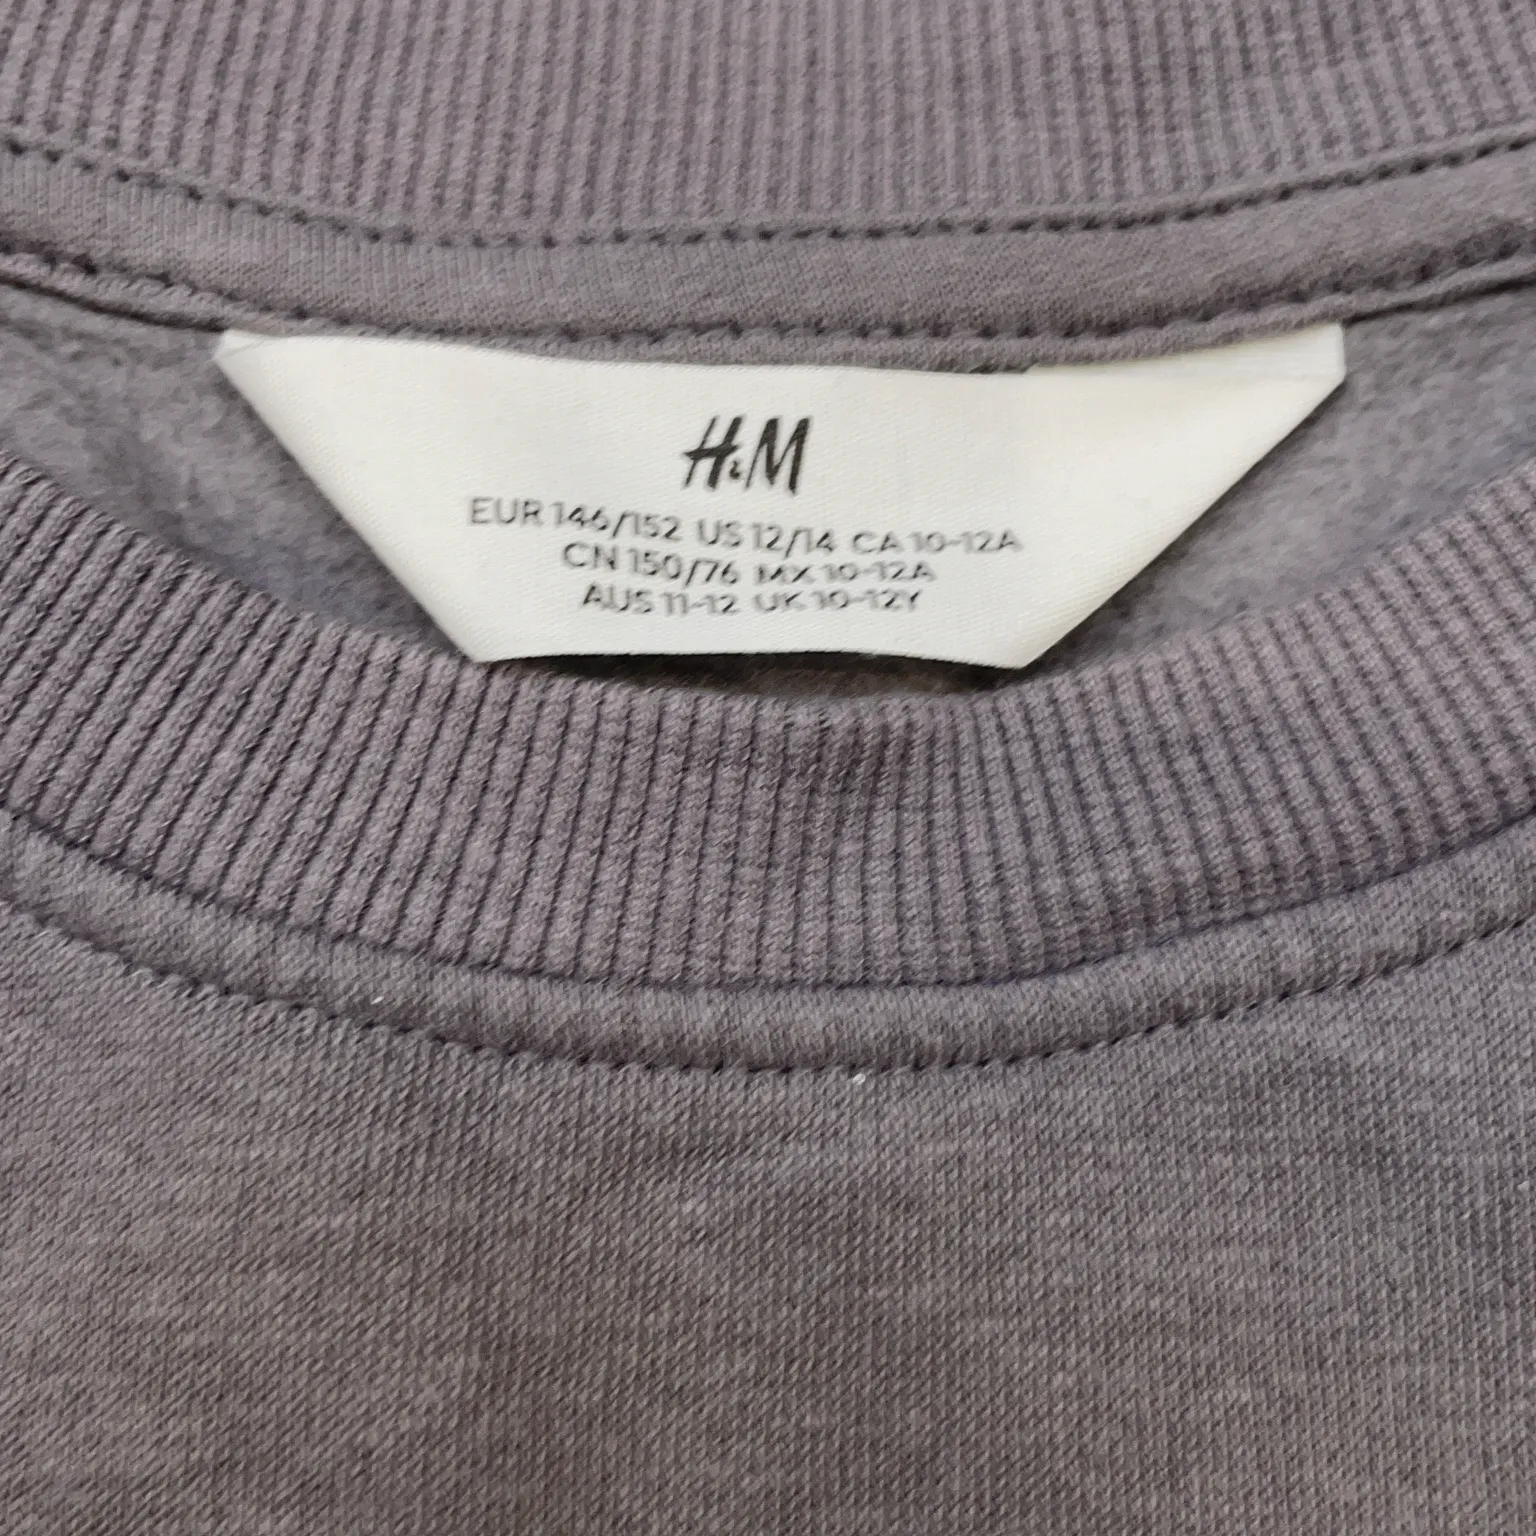 H&M
EUR 146/152 US 12/14 CA 10-12A
CN 150/76 MX 10-12A
AUS 11-12 UK 10-12Y